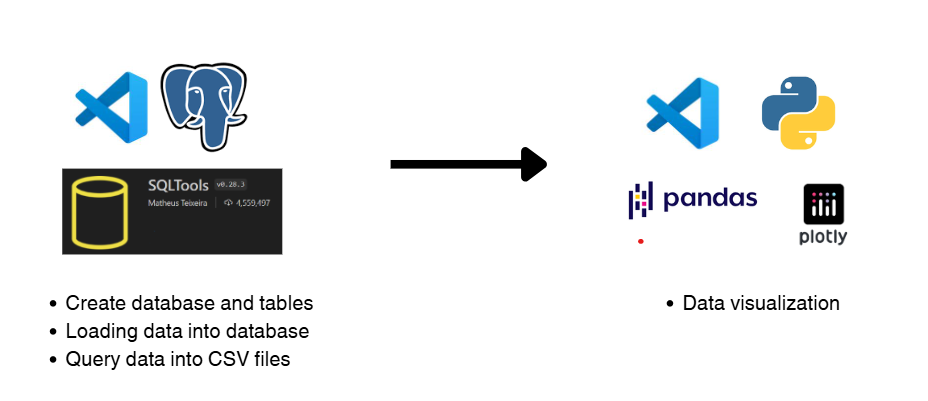 SQLTools v0.28.3
Matheus Teixeira 4,559,497
pandas
plotly
• Create database and tables
• Loading data into database
• Query data into CSV files
• Data visualization